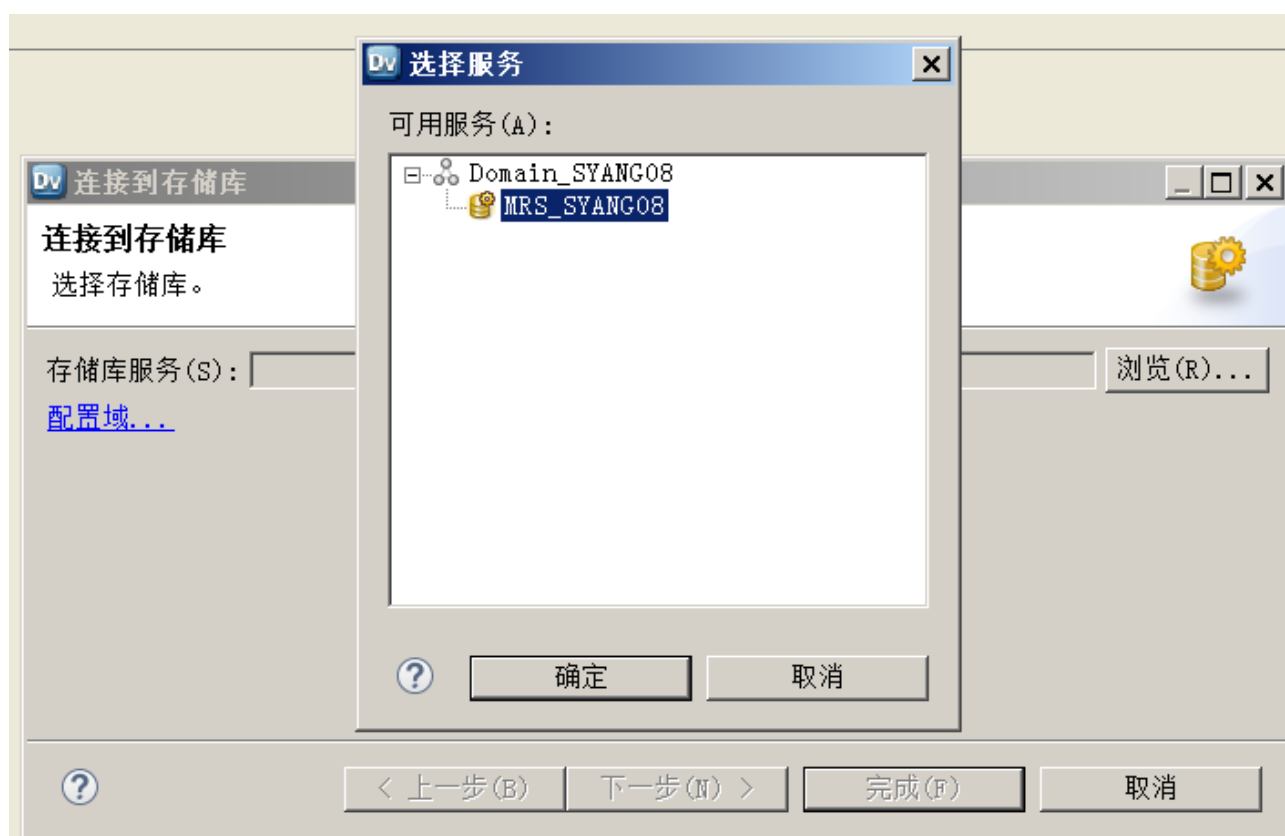 Dv 选择服务
可用服务(A):
Domain_SYANG08
MRS_SYANG08
确定
取消
Dv 连接到存储库
连接到存储库
选择存储库。
存储库服务(S):
浏览(R)...
配置域...
< 上一步(B)
下一步(N) >
完成(F)
取消